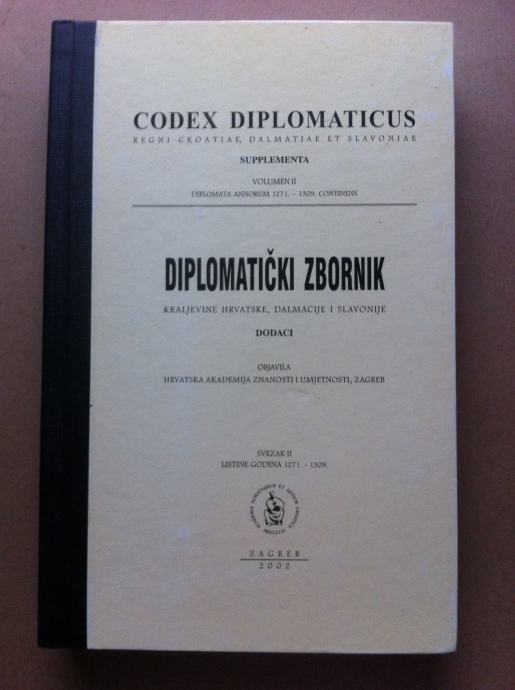 CODEX DIPLOMATICUS
REGNI CROATIAE, DALMATIAE ET SLAVONIAE
SUPPLEMENTA
VOLUMEN II
DIPLOMATA ANNORUM 1271. - 1309. CONTINENS
DIPLOMATIČKI ZBORNIK
KRALJEVINE HRVATSKE, DALMACIJE I SLAVONIJE
DODACI
OBJAVILA
HRVATSKA AKADEMIJA ZNANOSTI I UMJETNOSTI, ZAGREB
SVEZAK II
LISTINE GODINA 1271. - 1309.
ZAGREB
2002